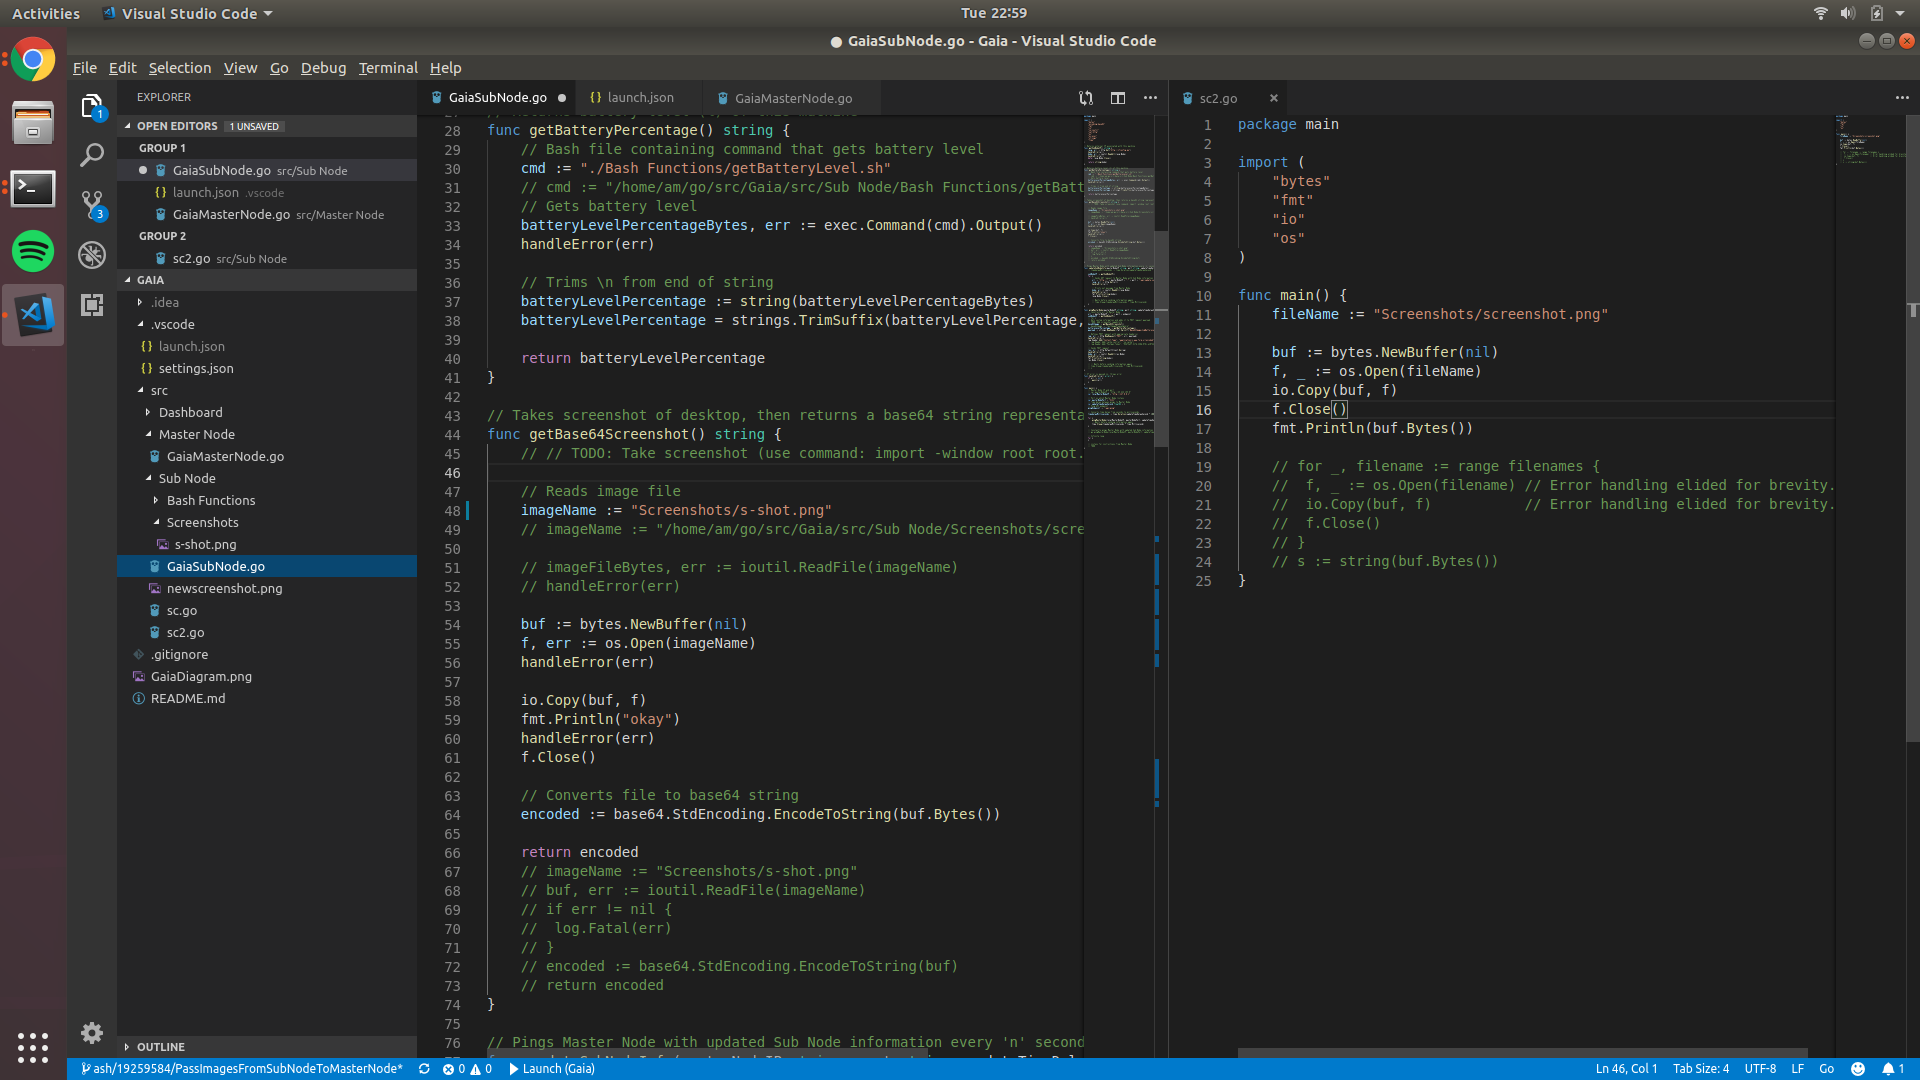 Activities
Visual Studio Code
Tue 22:59
● GaiaSubNode.go - Gaia - Visual Studio Code
File Edit Selection View Go Debug Terminal Help
1
3
EXPLORER
OPEN EDITORS 1 UNSAVED
GROUP 1
GaiaSubNode.go src/Sub Node
launch.json .vscode
GaiaMasterNode.go src/Master Node
GROUP 2
sc2.go src/Sub Node
GAIA
.idea
.vscode
launch.json
settings.json
src
Dashboard
Master Node
GaiaMasterNode.go
Sub Node
Bash Functions
Screenshots
s-shot.png
GaiaSubNode.go
newscreenshot.png
sc.go
sc2.go
.gitignore
GaiaDiagram.png
README.md
OUTLINE
GaiaSubNode.go
launch.json
GaiaMasterNode.go
28 func getBatteryPercentage() string {
29 // Bash file containing command that gets battery level
30 cmd := "./Bash Functions/getBatteryLevel.sh"
31 // cmd := "/home/am/go/src/Gaia/src/Sub Node/Bash Functions/getBatt
32 // Gets battery level
33 batteryLevelPercentageBytes, err := exec.Command(cmd).Output()
34 handleError(err)
35
36 // Trims \n from end of string
37 batteryLevelPercentage := string(batteryLevelPercentageBytes)
38 batteryLevelPercentage = strings.TrimSuffix(batteryLevelPercentage,
39
40 return batteryLevelPercentage
41 }
42
43 // Takes screenshot of desktop, then returns a base64 string representa
44 func getBase64Screenshot() string {
45 // // TODO: Take screenshot (use command: import -window root root.
46
47 // Reads image file
48 imageName := "Screenshots/s-shot.png"
49 // imageName := "/home/am/go/src/Gaia/src/Sub Node/Screenshots/scre
50
51 // imageFileBytes, err := ioutil.ReadFile(imageName)
52 // handleError(err)
53
54 buf := bytes.NewBuffer(nil)
55 f, err := os.Open(imageName)
56 handleError(err)
57
58 io.Copy(buf, f)
59 fmt.Println("okay")
60 handleError(err)
61 f.Close()
62
63 // Converts file to base64 string
64 encoded := base64.StdEncoding.EncodeToString(buf.Bytes())
65
66 return encoded
67 // imageName := "Screenshots/s-shot.png"
68 // buf, err := ioutil.ReadFile(imageName)
69 // if err != nil {
70 //  log.Fatal(err)
71 // }
72 // encoded := base64.StdEncoding.EncodeToString(buf)
73 // return encoded
74 }
75
76 // Pings Master Node with updated Sub Node information every 'n' second
sc2.go
1 package main
2
3 import (
4 "bytes"
5 "fmt"
6 "io"
7 "os"
8 )
9
10 func main() {
11 fileName := "Screenshots/screenshot.png"
12
13 buf := bytes.NewBuffer(nil)
14 f, _ := os.Open(fileName)
15 io.Copy(buf, f)
16 f.Close()
17 fmt.Println(buf.Bytes())
18
19 // for _, filename := range filenames {
20 //  f, _ := os.Open(filename) // Error handling elided for brevity.
21 //  io.Copy(buf, f)           // Error handling elided for brevity.
22 //  f.Close()
23 // }
24 // s := string(buf.Bytes())
25 }
ash/19259584/PassImagesFromSubNodeToMasterNode* 0 0 Launch (Gaia)
Ln 46, Col 1 Tab Size: 4 UTF-8 LF Go 1